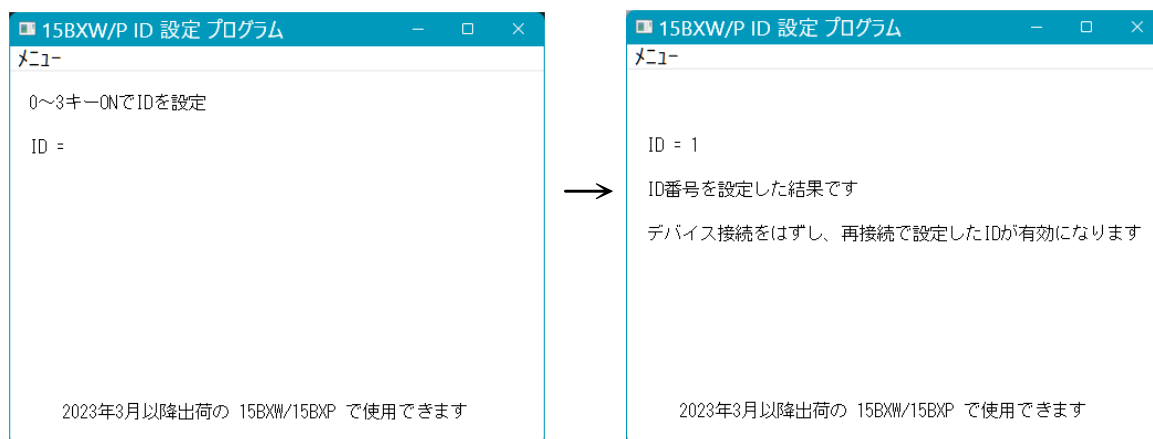 15BXW/P ID 設定 プログラム
ﾒﾆｭｰ
0～3キーONでIDを設定
ID =
2023年3月以降出荷の 15BXW/15BXP で使用できます
→
15BXW/P ID 設定 プログラム
ﾒﾆｭｰ
ID = 1
ID番号を設定した結果です
デバイス接続をはずし、再接続で設定したIDが有効になります
2023年3月以降出荷の 15BXW/15BXP で使用できます